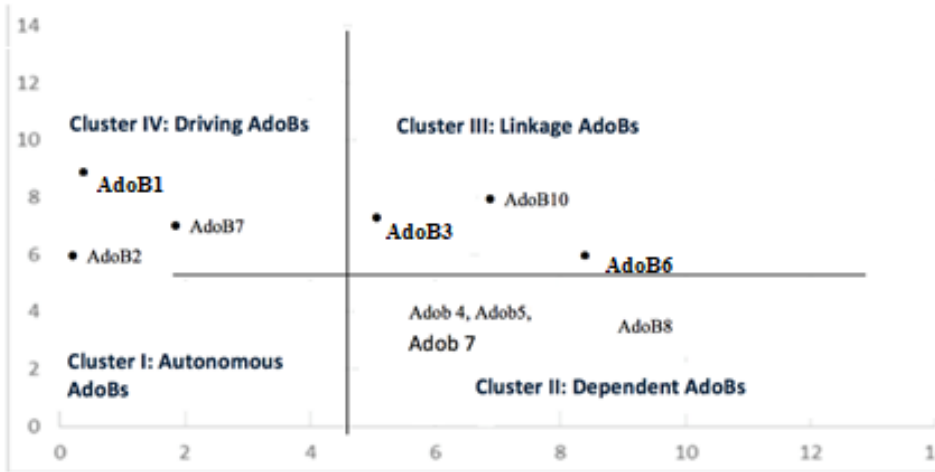 14
12
Cluster IV: Driving AdoBs
Cluster III: Linkage AdoBs
10
AdoB1
8
AdoB10
AdoB7
AdoB3
6
AdoB2
AdoB6
4
Adob 4, Adob5,
Adob 7
AdoB8
Cluster I: Autonomous
AdoBs
2
Cluster II: Dependent AdoBs
0
0 2 4 6 8 10 12